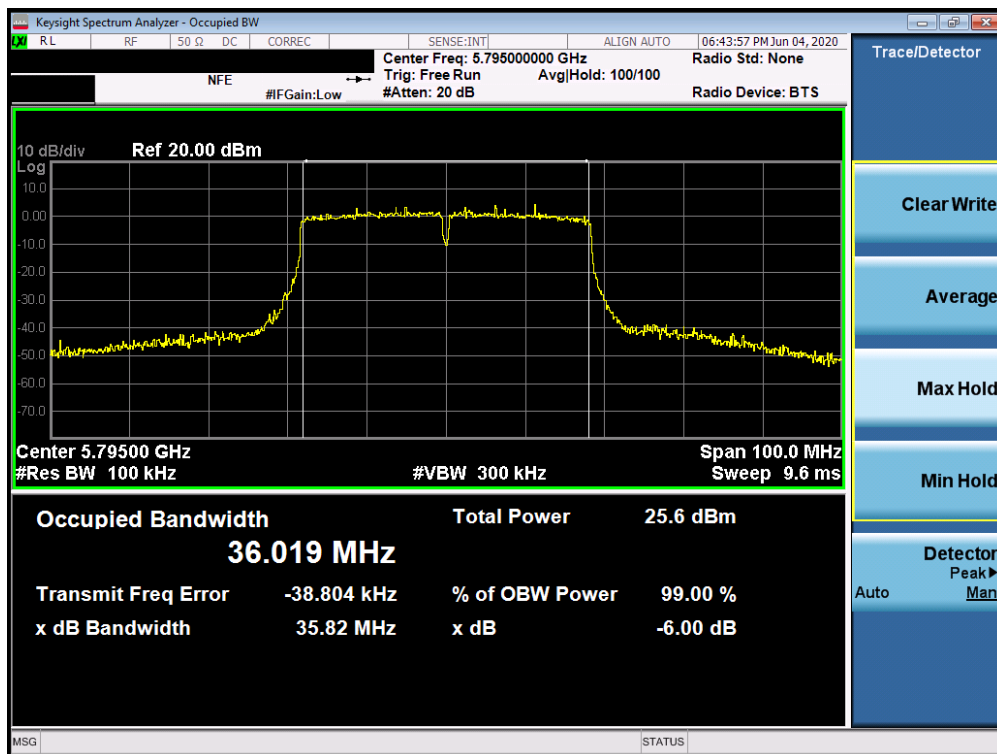 Keysight Spectrum Analyzer - Occupied BW
LXI RL RF 50 Ω DC CORREC SENSE:INT ALIGN AUTO 06:43:57 PM Jun 04, 2020
Center Freq: 5.795000000 GHz Radio Std: None
NFE Trig: Free Run Avg|Hold: 100/100
#IFGain:Low #Atten: 20 dB Radio Device: BTS
10 dB/div Ref 20.00 dBm
Log
10.0
0.00
-10.0
-20.0
-30.0
-40.0
-50.0
-60.0
-70.0
Center 5.79500 GHz Span 100.0 MHz
#Res BW 100 kHz #VBW 300 kHz Sweep 9.6 ms
Occupied Bandwidth Total Power 25.6 dBm
36.019 MHz
Transmit Freq Error -38.804 kHz % of OBW Power 99.00 %
x dB Bandwidth 35.82 MHz x dB -6.00 dB
MSG STATUS
Trace/Detector
Clear Write
Average
Max Hold
Min Hold
Detector
Peak▶
Auto Man